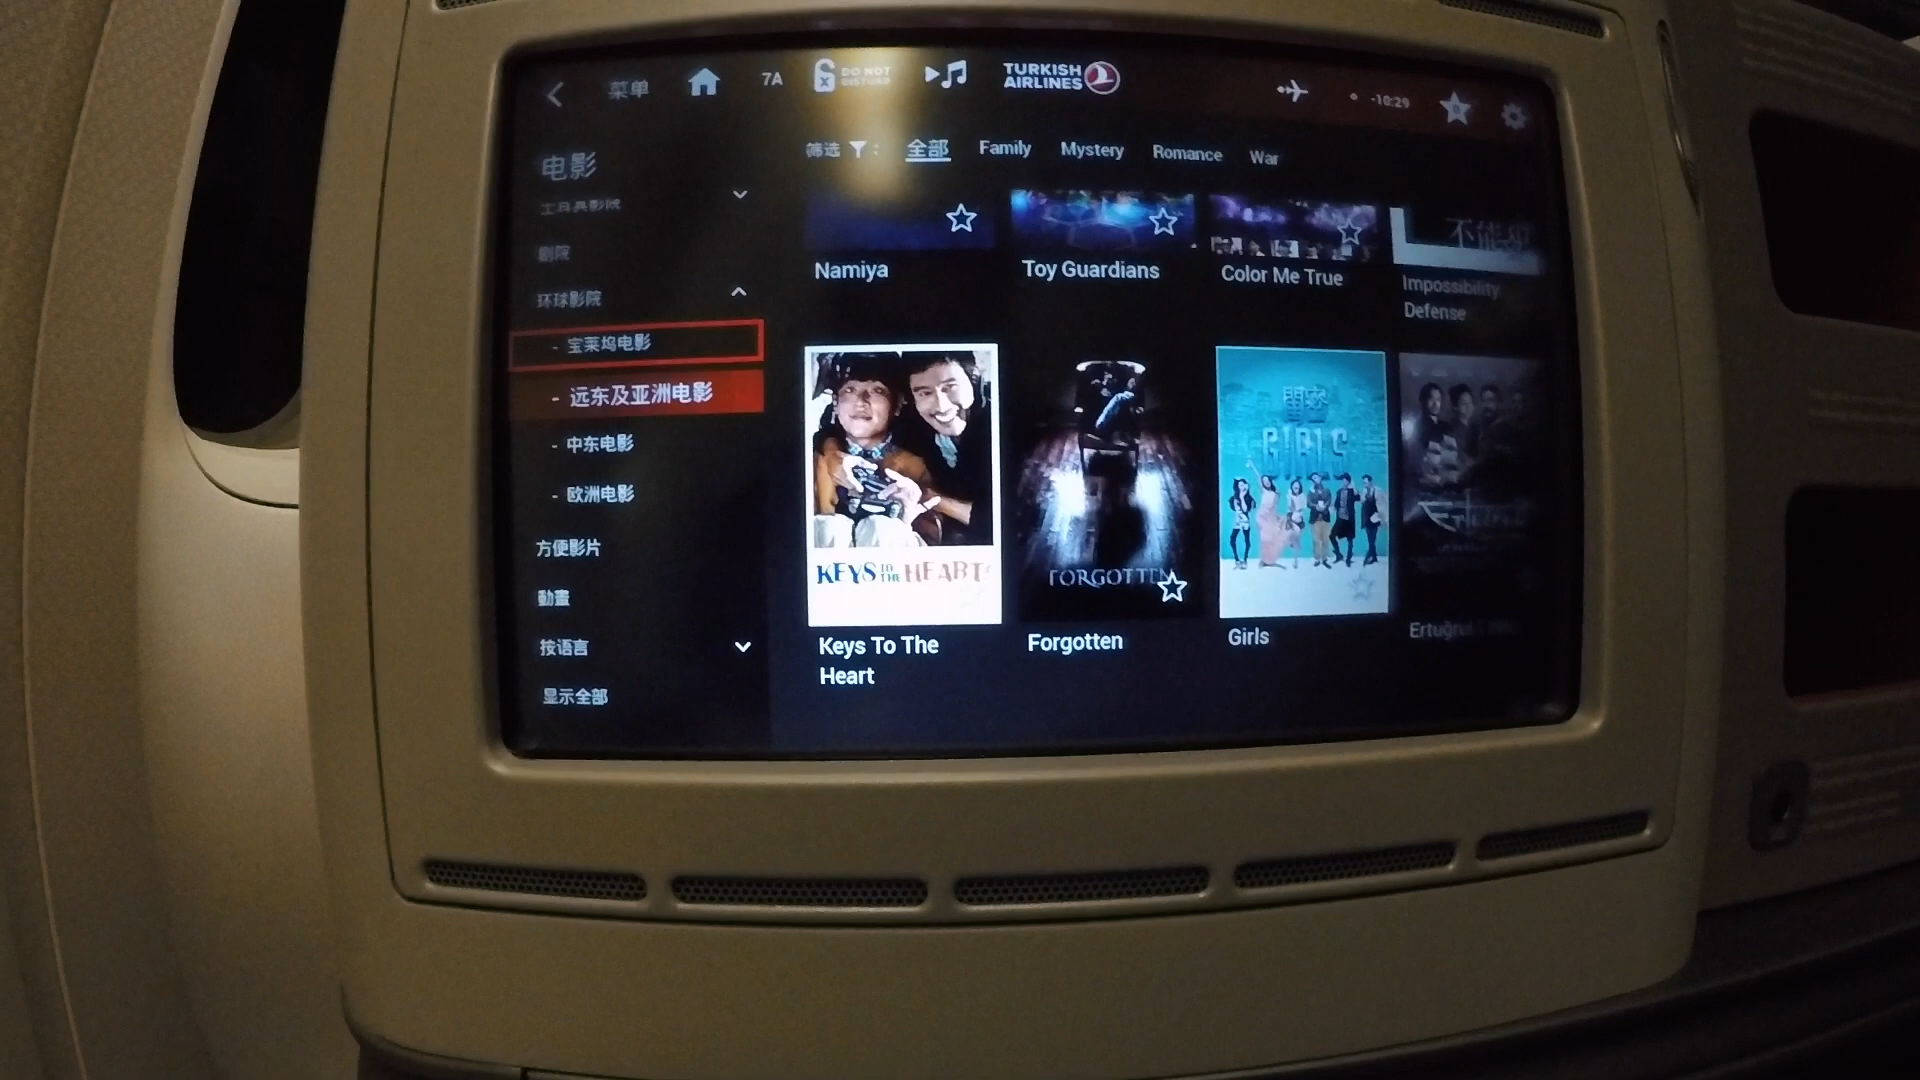 菜单
7A
DO NOT
DISTURB
TURKISH
AIRLINES
-10:29
电影
筛选 :
全部
Family
Mystery
Romance
War
剧院
环球影院
- 宝莱坞电影
- 远东及亚洲电影
- 中东电影
- 欧洲电影
方便影片
動畫
按语言
显示全部
不能犯
Namiya
Toy Guardians
Color Me True
Impossibility
Defense
KEYS TO THE HEART
FORGOTTEN
閨蜜
GIRLS
Keys To The
Heart
Forgotten
Girls
Ertuğrul